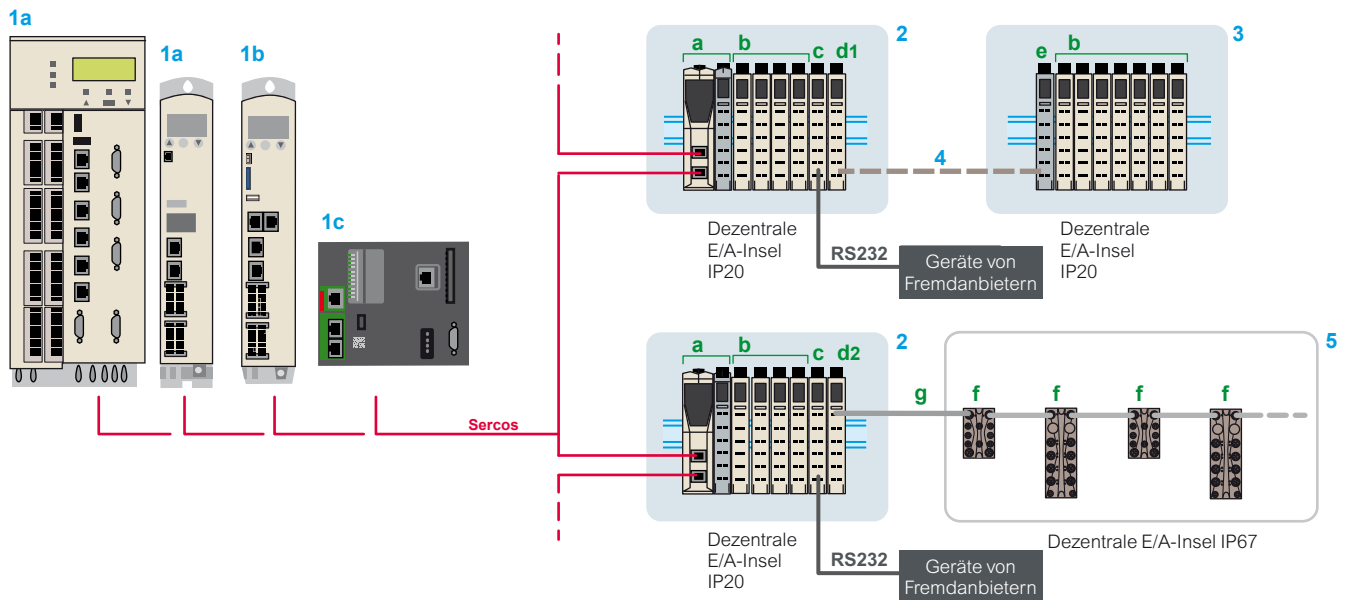 1a
1a
1b
1c
Sercos
a
b
c
d1
2
Dezentrale
E/A-Insel
IP20
RS232
Geräte von
Fremdanbietern
4
e
b
3
Dezentrale
E/A-Insel
IP20
a
b
c
d2
2
Dezentrale
E/A-Insel
IP20
RS232
Geräte von
Fremdanbietern
g
f
f
f
f
5
Dezentrale E/A-Insel IP67